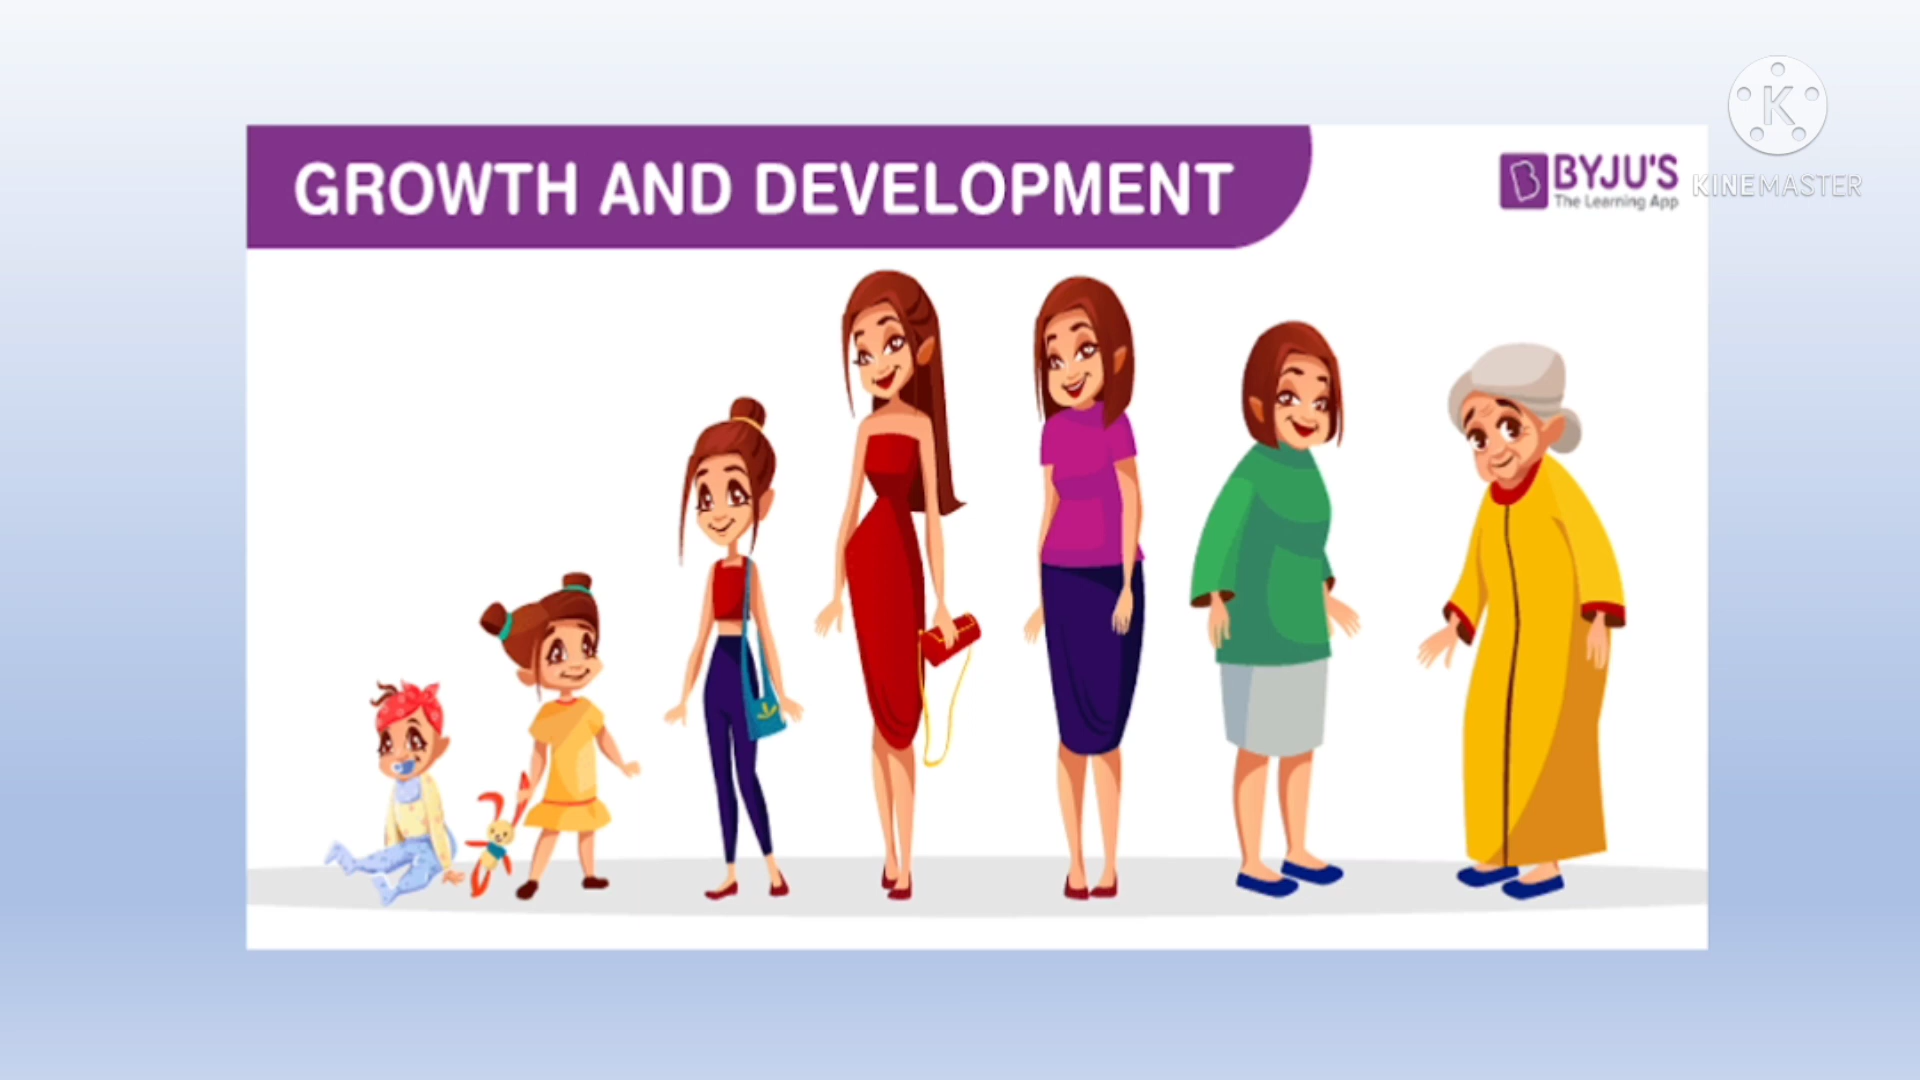 GROWTH AND DEVELOPMENT
BYJU'S
The Learning App
K
KINEMASTER